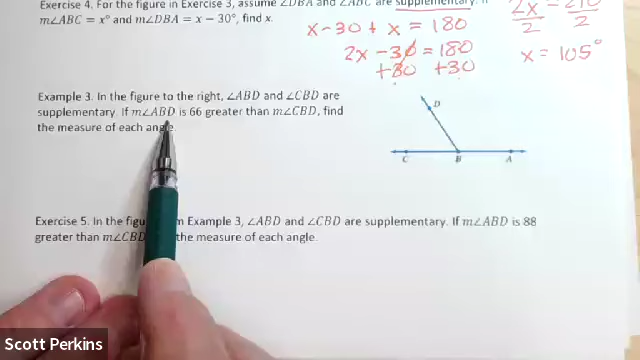 Exercise 4. For the figure in Exercise 3, assume ∠DBA and ∠ABC are supplementary. If
m∠ABC = x° and m∠DBA = x − 30°, find x.
x-30 + x = 180
2x - 30 = 180
+30 +30
2x = 210
2 2
x = 105°
Example 3. In the figure to the right, ∠ABD and ∠CBD are
supplementary. If m∠ABD is 66 greater than m∠CBD, find
the measure of each angle.
D
C B A
Exercise 5. In the figure Example 3, ∠ABD and ∠CBD are supplementary. If m∠ABD is 88
greater than m∠CBD the measure of each angle.
Scott Perkins